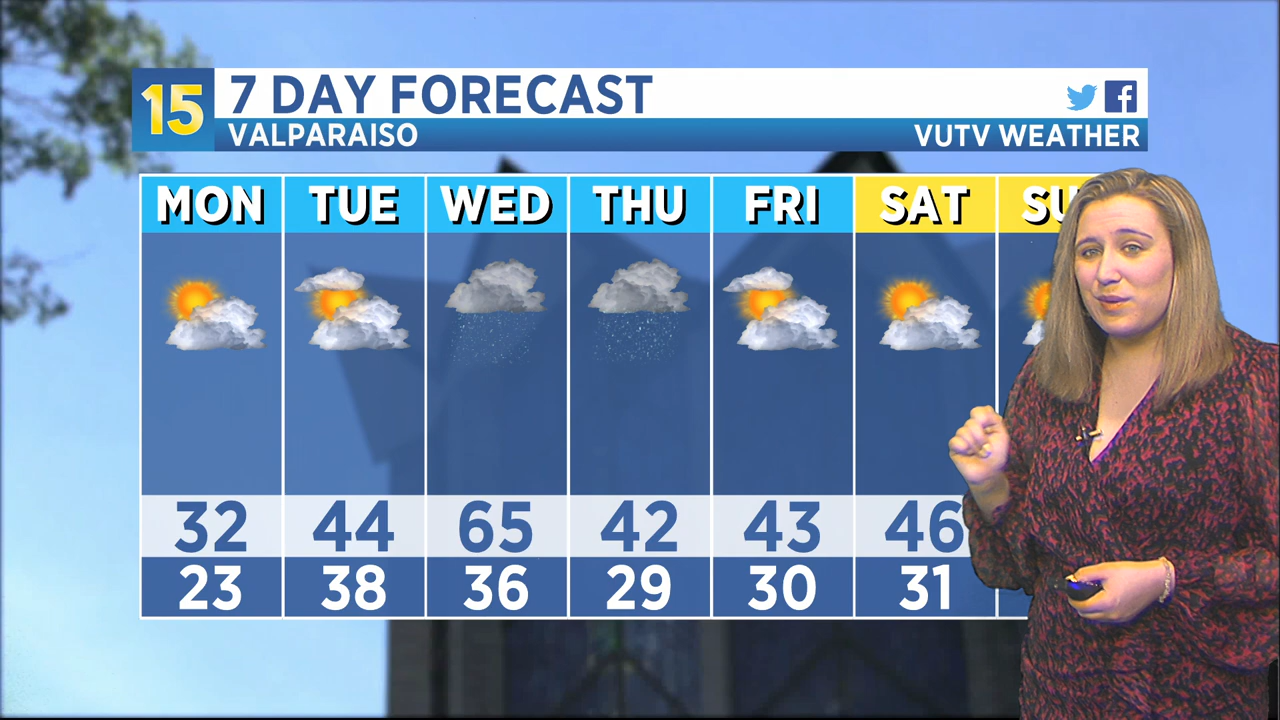 15
7 DAY FORECAST
VALPARAISO
VUTV WEATHER
MON TUE WED THU FRI SAT SU
32 44 65 42 43 46
23 38 36 29 30 31